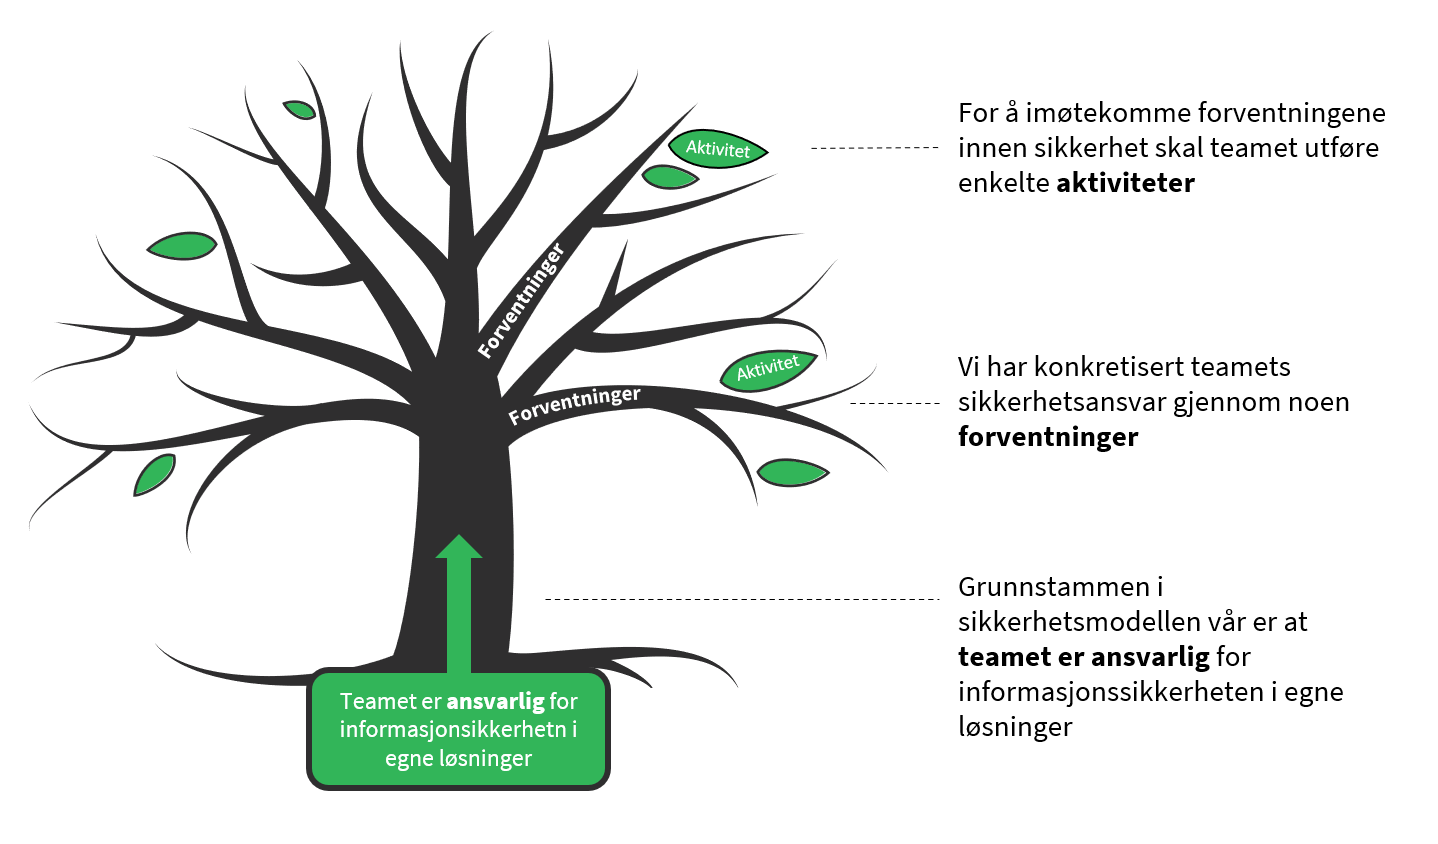 For å imøtekomme forventningene
innen sikkerhet skal teamet utføre
enkelte aktiviteter
Aktivitet
Forventninger
Vi har konkretisert teamets
sikkerhetsansvar gjennom noen
forventninger
Aktivitet
Forventninger
Grunnstammen i
sikkerhetsmodellen vår er at
teamet er ansvarlig for
informasjonssikkerheten i egne
løsninger
Teamet er ansvarlig for
informasjonsikkerhetn i
egne løsninger